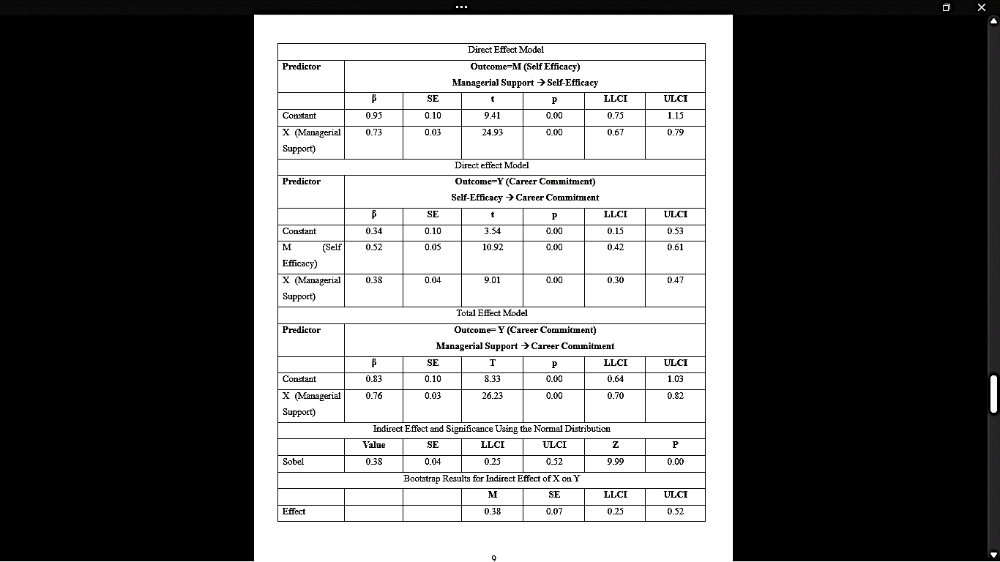 Direct Effect Model
Predictor Outcome=M (Self Efficacy)
Managerial Support → Self-Efficacy
β SE t p LLCI ULCI
Constant 0.95 0.10 9.41 0.00 0.75 1.15
X (Managerial 0.73 0.03 24.93 0.00 0.67 0.79
Support)
Direct effect Model
Predictor Outcome=Y (Career Commitment)
Self-Efficacy → Career Commitment
β SE t p LLCI ULCI
Constant 0.34 0.10 3.54 0.00 0.15 0.53
M (Self 0.52 0.05 10.92 0.00 0.42 0.61
Efficacy)
X (Managerial 0.38 0.04 9.01 0.00 0.30 0.47
Support)
Total Effect Model
Predictor Outcome= Y (Career Commitment)
Managerial Support → Career Commitment
β SE T p LLCI ULCI
Constant 0.83 0.10 8.33 0.00 0.64 1.03
X (Managerial 0.76 0.03 26.23 0.00 0.70 0.82
Support)
Indirect Effect and Significance Using the Normal Distribution
Value SE LLCI ULCI Z P
Sobel 0.38 0.04 0.25 0.52 9.99 0.00
Bootstrap Results for Indirect Effect of X on Y
M SE LLCI ULCI
Effect 0.38 0.07 0.25 0.52
9